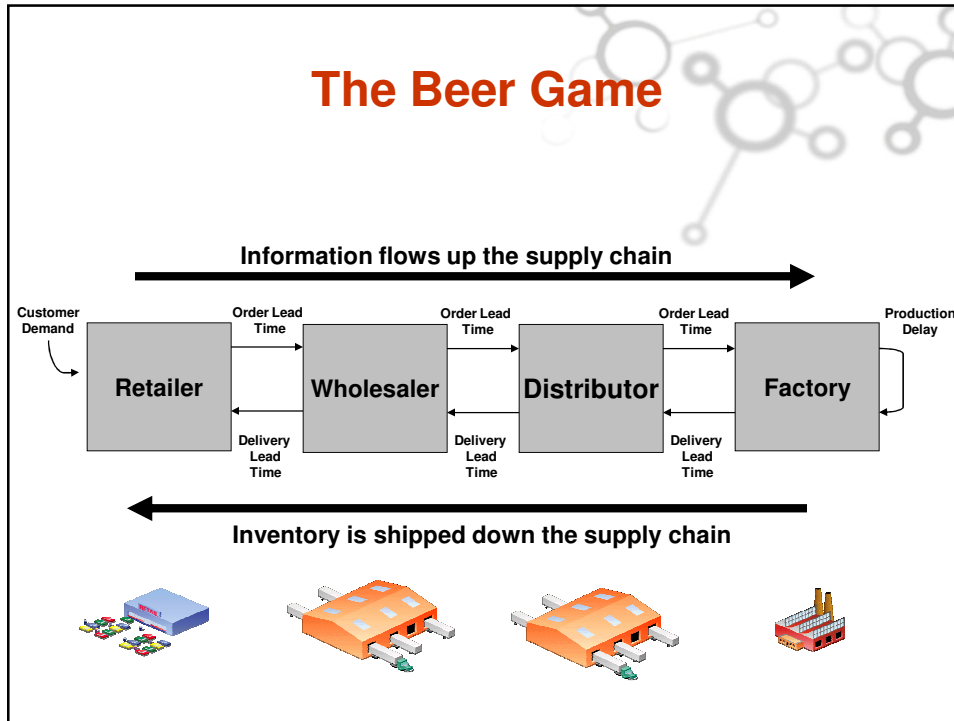 The Beer Game
Information flows up the supply chain
Customer
Demand
Order Lead
Time
Order Lead
Time
Order Lead
Time
Production
Delay
Retailer
Wholesaler
Distributor
Factory
Delivery
Lead
Time
Delivery
Lead
Time
Delivery
Lead
Time
Inventory is shipped down the supply chain